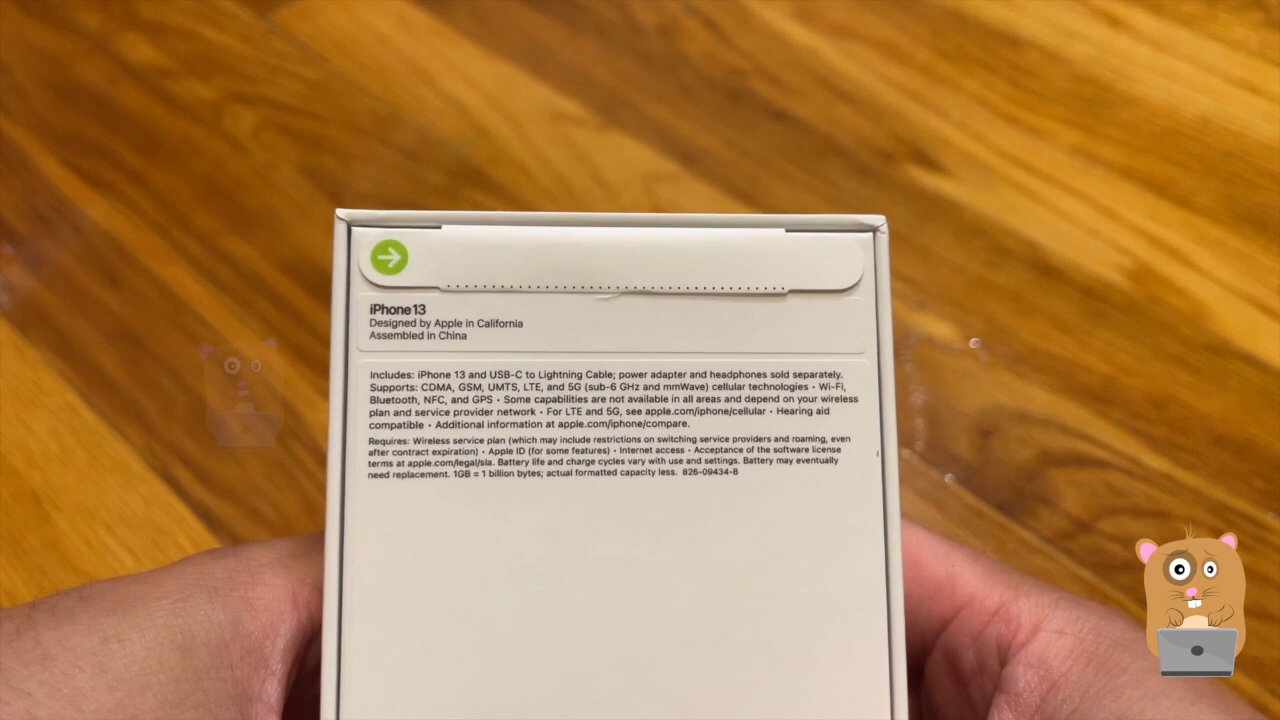 iPhone 13
Designed by Apple in California
Assembled in China
Includes: iPhone 13 and USB-C to Lightning Cable; power adapter and headphones sold separately.
Supports: CDMA, GSM, UMTS, LTE, and 5G (sub-6 GHz and mmWave) cellular technologies • Wi-Fi,
Bluetooth, NFC, and GPS • Some capabilities are not available in all areas and depend on your wireless
plan and service provider network • For LTE and 5G, see apple.com/iphone/cellular • Hearing aid
compatible • Additional information at apple.com/iphone/compare.
Requires: Wireless service plan (which may include restrictions on switching service providers and roaming, even
after contract expiration) • Apple ID (for some features) • Internet access • Acceptance of the software license
terms at apple.com/legal/sla. Battery life and charge cycles vary with use and settings. Battery may eventually
need replacement. 1GB = 1 billion bytes; actual formatted capacity less. 826-09434-B